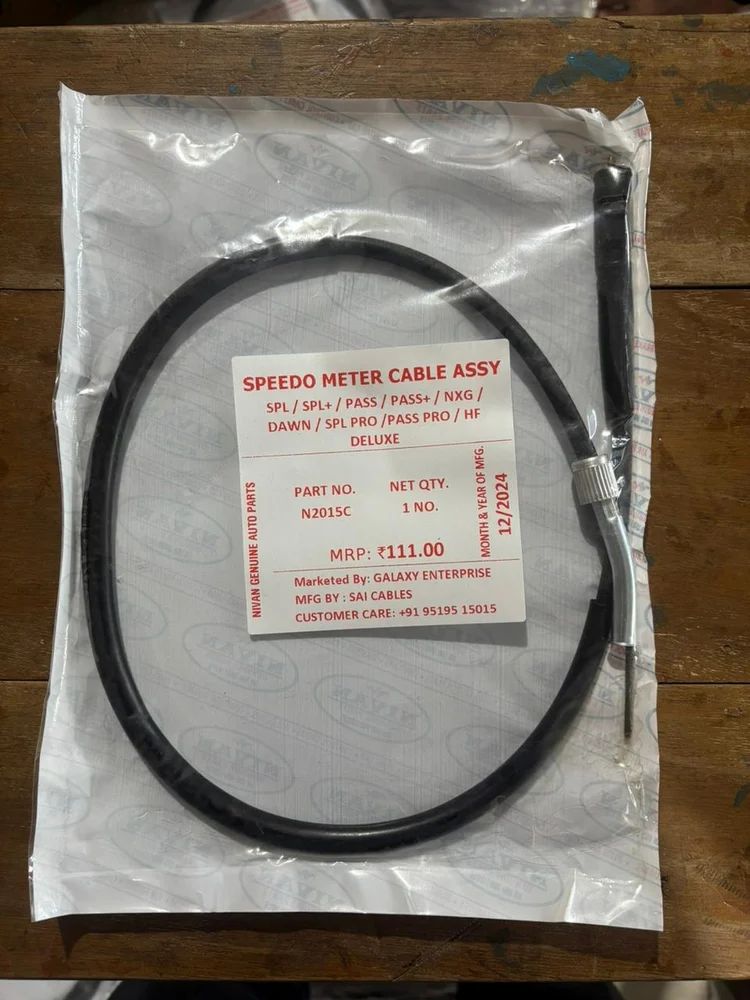 SPEEDO METER CABLE ASSY
SPL / SPL+ / PASS / PASS+ / NXG /
DAWN / SPL PRO /PASS PRO / HF
DELUXE
NIVAN GENUINE AUTO PARTS
PART NO.
N2015C
NET QTY.
1 NO.
MONTH & YEAR OF MFG.
12/2024
MRP: ₹111.00
Marketed By: GALAXY ENTERPRISE
MFG BY : SAI CABLES
CUSTOMER CARE: +91 95195 15015
NIVAN